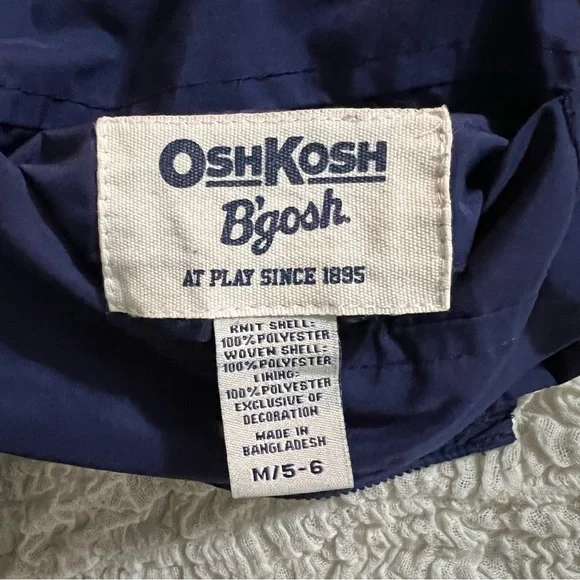 OSHKOSH
B'gosh.
AT PLAY SINCE 1895
KNIT SHELL:
100% POLYESTER
WOVEN SHELL:
100% POLYESTER
LINING:
100% POLYESTER
EXCLUSIVE OF
DECORATION
MADE IN
BANGLADESH
M/5-6